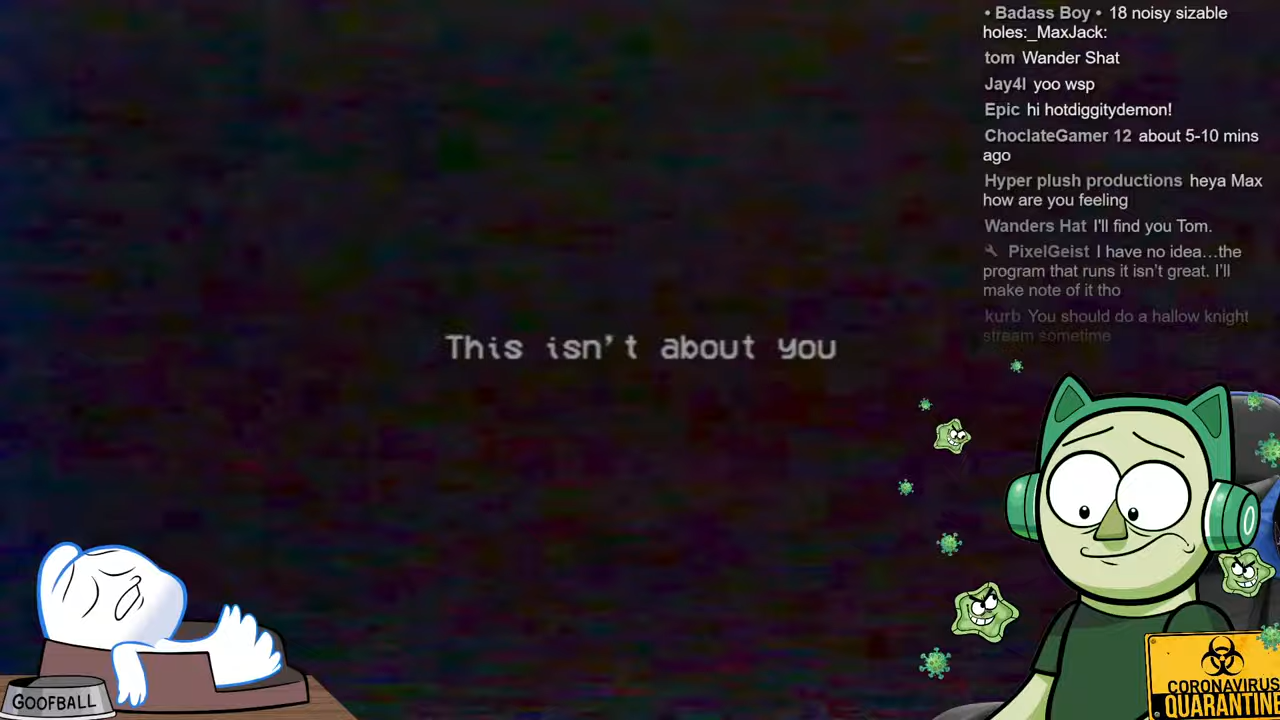 • Badass Boy • 18 noisy sizable
holes:_MaxJack:
tom Wander Shat
Jay4l yoo wsp
Epic hi hotdiggitydemon!
ChoclateGamer 12 about 5-10 mins
ago
Hyper plush productions heya Max
how are you feeling
Wanders Hat I'll find you Tom.
PixelGeist I have no idea…the
program that runs it isn’t great. I’ll
make note of it tho
kurb You should do a hallow knight
stream sometime
This isn't about you
GOOFBALL
CORONAVIRUS
QUARANTINE